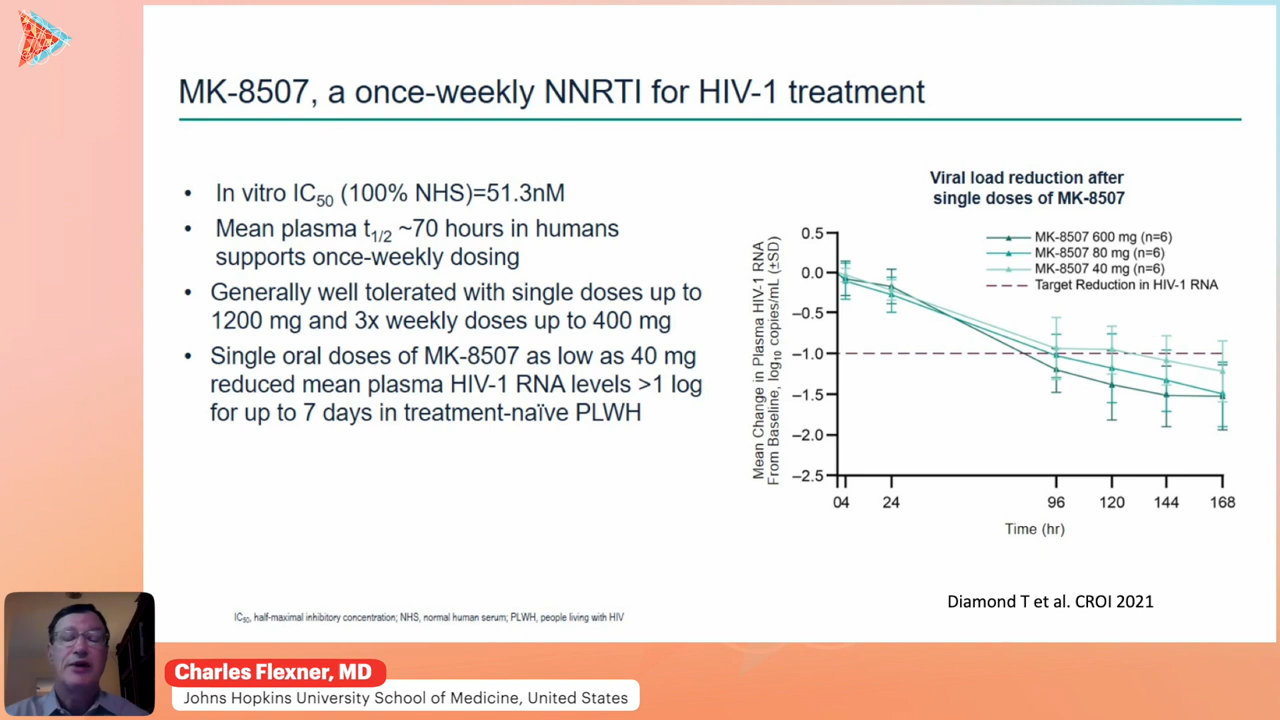 MK-8507, a once-weekly NNRTI for HIV-1 treatment
• In vitro IC50 (100% NHS)=51.3nM
• Mean plasma t1/2 ~70 hours in humans
supports once-weekly dosing
• Generally well tolerated with single doses up to
1200 mg and 3x weekly doses up to 400 mg
• Single oral doses of MK-8507 as low as 40 mg
reduced mean plasma HIV-1 RNA levels >1 log
for up to 7 days in treatment-naïve PLWH
Viral load reduction after
single doses of MK-8507
Mean Change in Plasma HIV-1 RNA
From Baseline, log10 copies/mL (±SD)
0.5
0.0
−0.5
−1.0
−1.5
−2.0
−2.5
MK-8507 600 mg (n=6)
MK-8507 80 mg (n=6)
MK-8507 40 mg (n=6)
Target Reduction in HIV-1 RNA
04 24 96 120 144 168
Time (hr)
Diamond T et al. CROI 2021
IC50, half-maximal inhibitory concentration; NHS, normal human serum; PLWH, people living with HIV
Charles Flexner, MD
Johns Hopkins University School of Medicine, United States